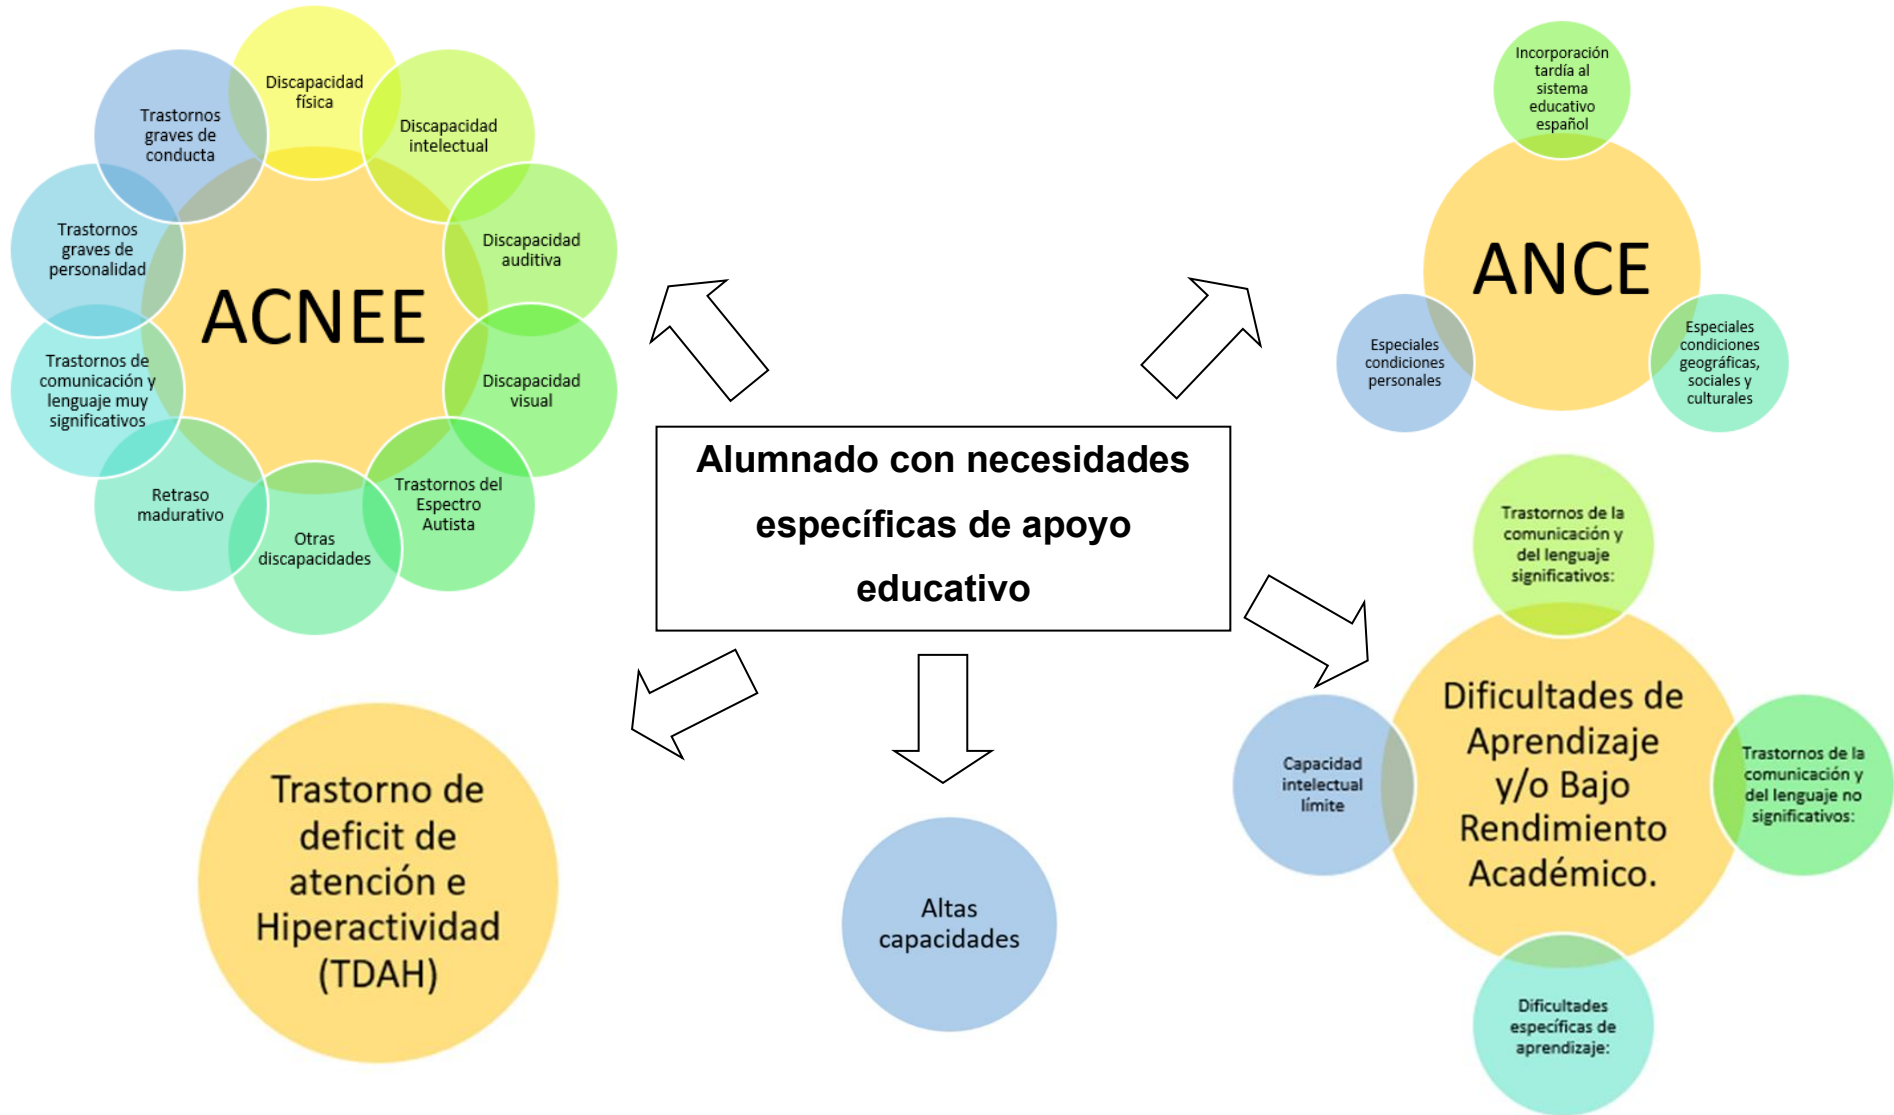 Discapacidad
física
Discapacidad
intelectual
Discapacidad
auditiva
Discapacidad
visual
Trastornos del
Espectro
Autista
Otras
discapacidades
Retraso
madurativo
Trastornos de
comunicación y
lenguaje muy
significativos
Trastornos
graves de
personalidad
Trastornos
graves de
conducta
ACNEE
Incorporación
tardía al
sistema
educativo
español
ANCE
Especiales
condiciones
personales
Especiales
condiciones
geográficas,
sociales y
culturales
Alumnado con necesidades
específicas de apoyo
educativo
Trastornos de la
comunicación y
del lenguaje
significativos:
Dificultades de
Aprendizaje
y/o Bajo
Rendimiento
Académico.
Capacidad
intelectual
límite
Trastornos de la
comunicación y
del lenguaje no
significativos:
Dificultades
específicas de
aprendizaje:
Trastorno de
deficit de
atención e
Hiperactividad
(TDAH)
Altas
capacidades